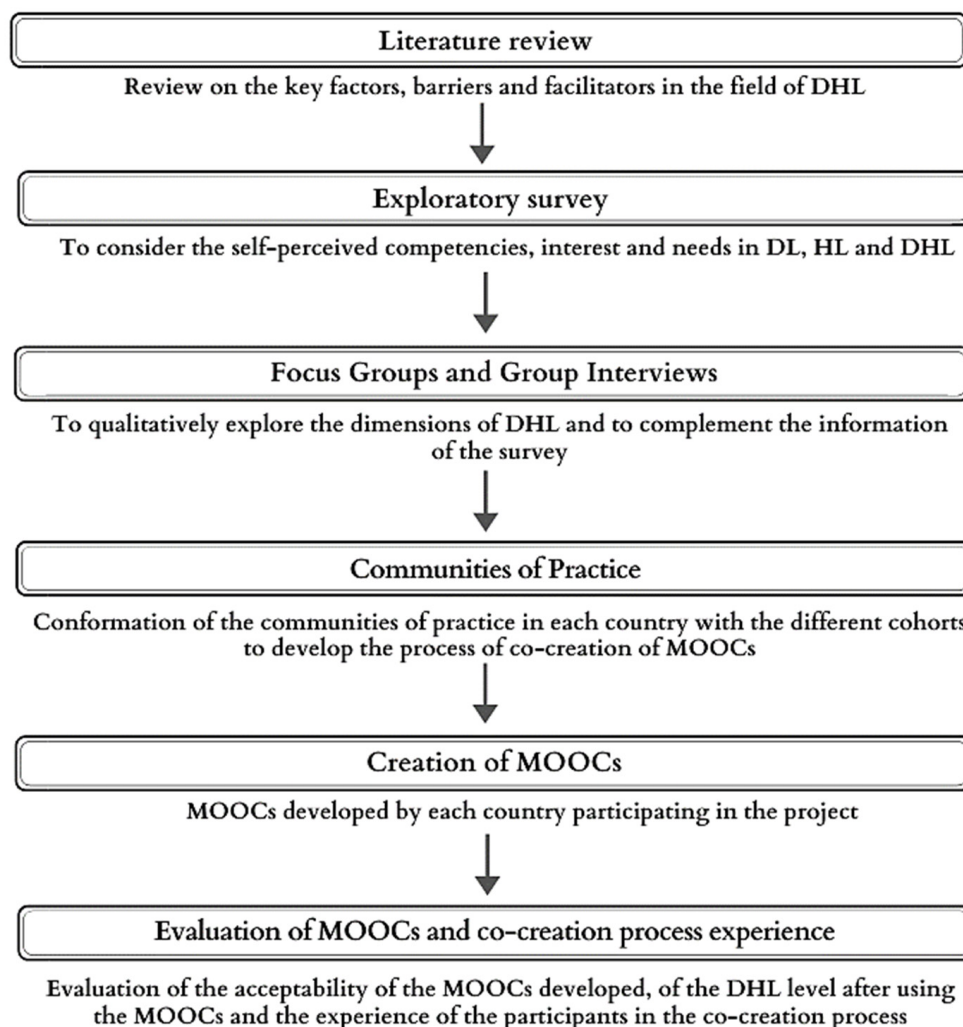 Literature review
Review on the key factors, barriers and facilitators in the field of DHL
Exploratory survey
To consider the self-perceived competencies, interest and needs in DL, HL and DHL
Focus Groups and Group Interviews
To qualitatively explore the dimensions of DHL and to complement the information
of the survey
Communities of Practice
Conformation of the communities of practice in each country with the different cohorts
to develop the process of co-creation of MOOCs
Creation of MOOCs
MOOCs developed by each country participating in the project
Evaluation of MOOCs and co-creation process experience
Evaluation of the acceptability of the MOOCs developed, of the DHL level after using
the MOOCs and the experience of the participants in the co-creation process